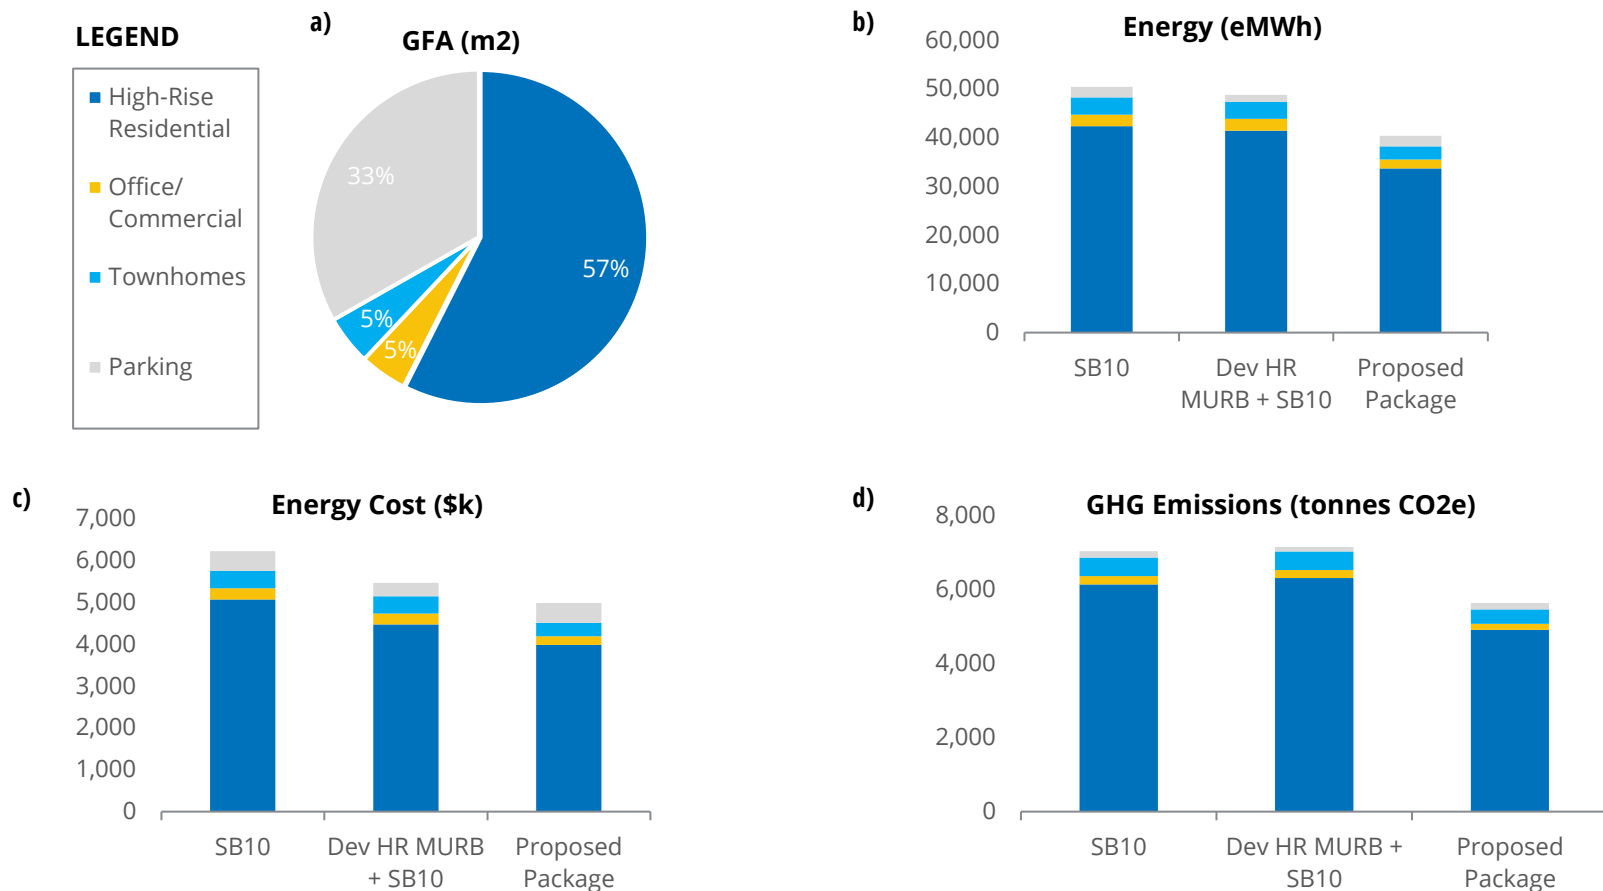 LEGEND
High-Rise
Residential
Office/
Commercial
Townhomes
Parking
a)
GFA (m2)
33%
57%
5%
5%
b)
Energy (eMWh)
60,000
50,000
40,000
30,000
20,000
10,000
0
SB10
Dev HR
MURB + SB10
Proposed
Package
c)
Energy Cost ($k)
7,000
6,000
5,000
4,000
3,000
2,000
1,000
0
SB10
Dev HR MURB
+ SB10
Proposed
Package
d)
GHG Emissions (tonnes CO2e)
8,000
6,000
4,000
2,000
0
SB10
Dev HR MURB +
SB10
Proposed
Package